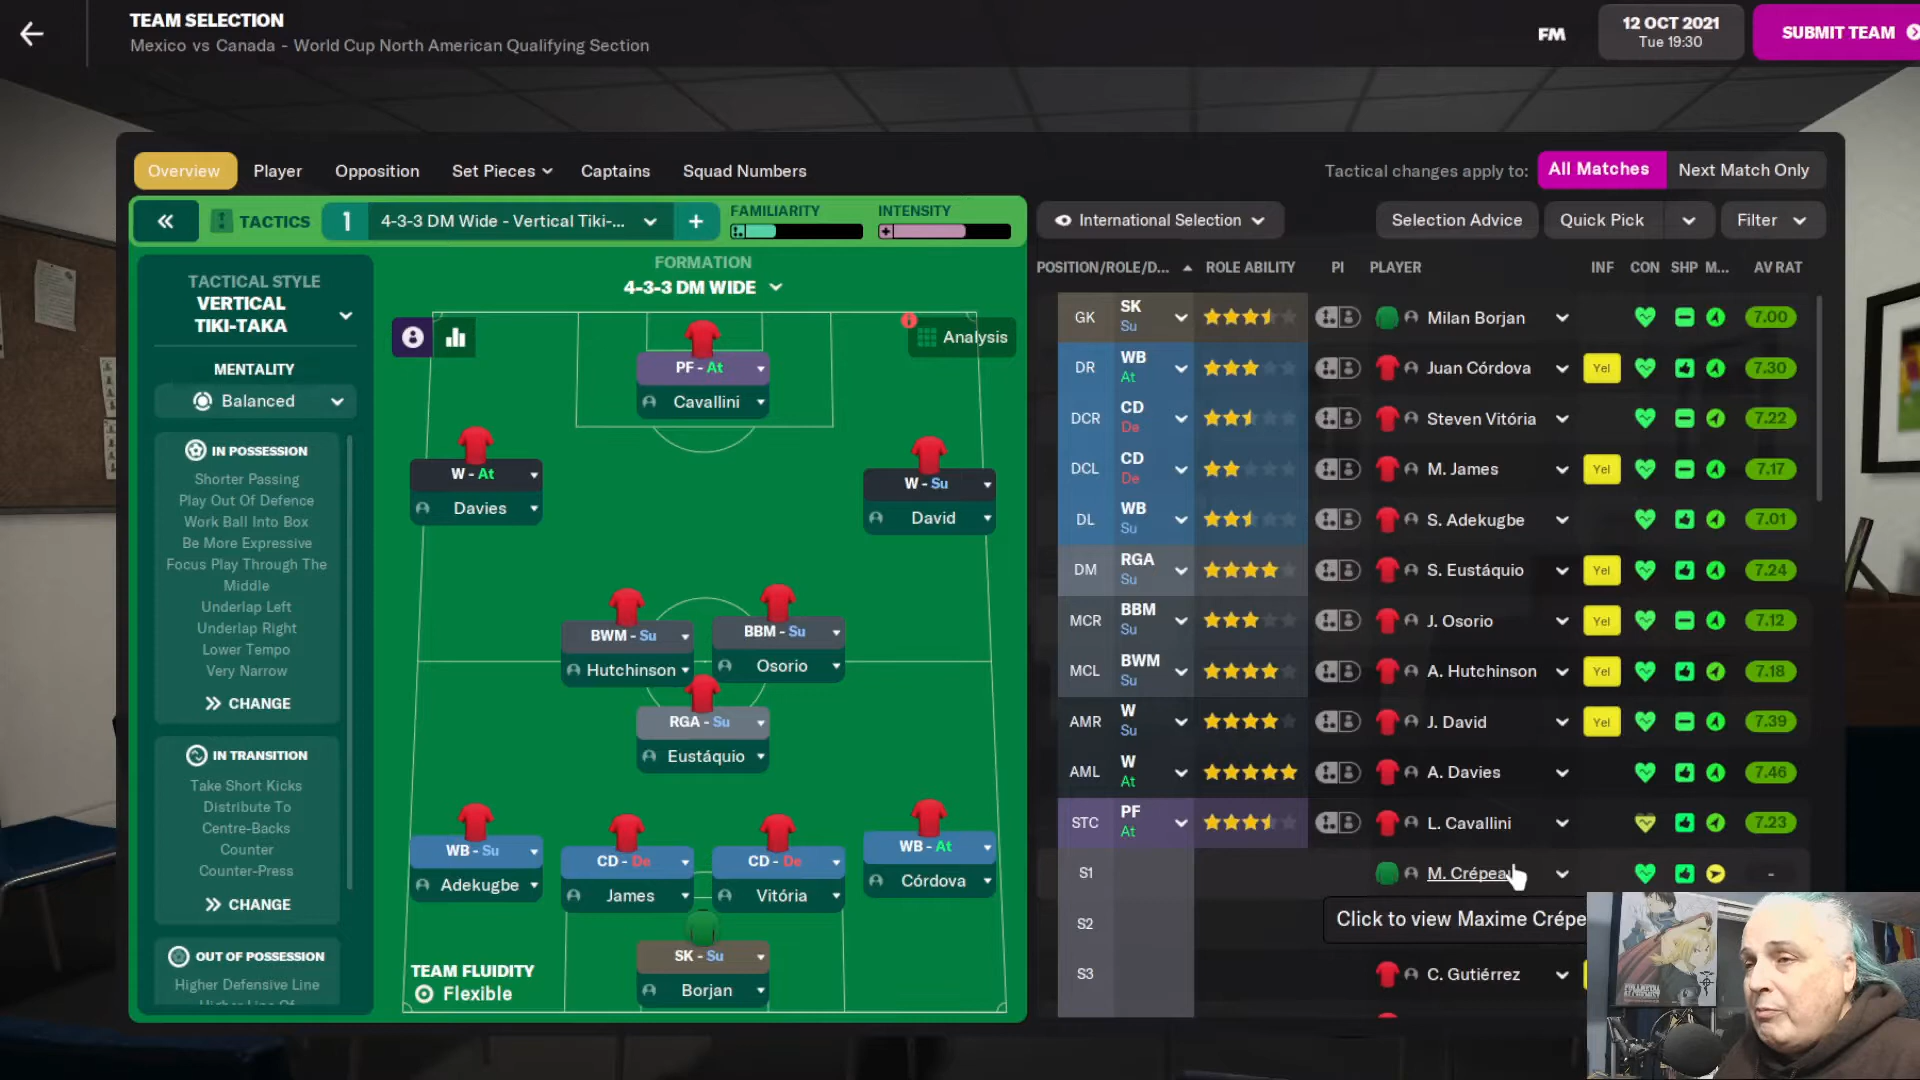 TEAM SELECTION
Mexico vs Canada - World Cup North American Qualifying Section
FM
12 OCT 2021
Tue 19:30
SUBMIT TEAM
Overview
Player
Opposition
Set Pieces
Captains
Squad Numbers
Tactical changes apply to:
All Matches
Next Match Only
TACTICS
1
4-3-3 DM Wide - Vertical Tiki-...
FAMILIARITY
INTENSITY
International Selection
Selection Advice
Quick Pick
Filter
TACTICAL STYLE
VERTICAL
TIKI-TAKA
MENTALITY
Balanced
IN POSSESSION
Shorter Passing
Play Out Of Defence
Work Ball Into Box
Be More Expressive
Focus Play Through The
Middle
Underlap Left
Underlap Right
Lower Tempo
Very Narrow
CHANGE
IN TRANSITION
Take Short Kicks
Distribute To
Centre-Backs
Counter
Counter-Press
CHANGE
OUT OF POSSESSION
Higher Defensive Line
FORMATION
4-3-3 DM WIDE
Analysis
PF - At
Cavallini
W - At
Davies
W - Su
David
BWM - Su
Hutchinson
BBM - Su
Osorio
RGA - Su
Eustáquio
WB - Su
Adekugbe
CD - De
James
CD - De
Vitória
WB - At
Córdova
SK - Su
Borjan
TEAM FLUIDITY
Flexible
POSITION/ROLE/D... ROLE ABILITY PI PLAYER INF CON SHP M... AV RAT
GK SK Su Milan Borjan 7.00
DR WB At Juan Córdova Yel 7.30
DCR CD De Steven Vitória 7.22
DCL CD De M. James Yel 7.17
DL WB Su S. Adekugbe 7.01
DM RGA Su S. Eustáquio Yel 7.24
MCR BBM Su J. Osorio Yel 7.12
MCL BWM Su A. Hutchinson Yel 7.18
AMR W Su J. David Yel 7.39
AML W At A. Davies 7.46
STC PF At L. Cavallini 7.23
S1 M. Crépeau -
Click to view Maxime Crépe
S2
S3 C. Gutiérrez
FULLMETAL
ALCHEMIST